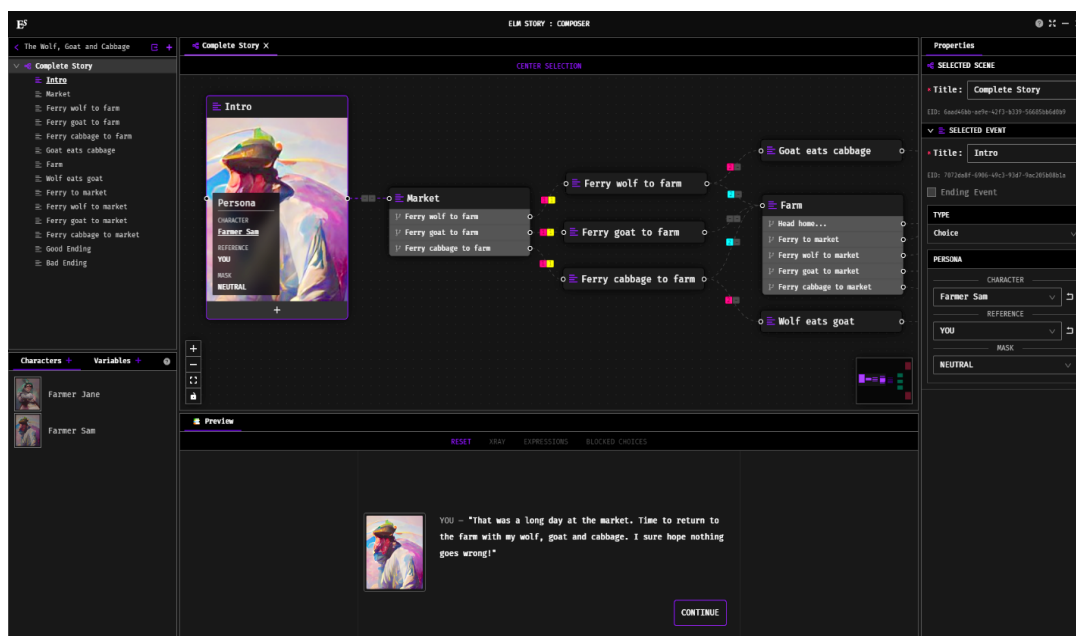 ES
ELM STORY : COMPOSER
The Wolf, Goat and Cabbage
Complete Story
Intro
Market
Ferry wolf to farm
Ferry goat to farm
Ferry cabbage to farm
Goat eats cabbage
Farm
Wolf eats goat
Ferry to market
Ferry wolf to market
Ferry goat to market
Ferry cabbage to market
Good Ending
Bad Ending
Characters +
Variables +
Farmer Jane
Farmer Sam
Complete Story X
CENTER SELECTION
Intro
Persona
CHARACTER
Farmer Sam
REFERENCE
YOU
MASK
NEUTRAL
+
Market
Ferry wolf to farm
Ferry goat to farm
Ferry cabbage to farm
Ferry wolf to farm
Ferry goat to farm
Ferry cabbage to farm
Goat eats cabbage
Farm
Head home...
Ferry to market
Ferry wolf to market
Ferry goat to market
Ferry cabbage to market
Wolf eats goat
Preview
RESET XRAY EXPRESSIONS BLOCKED CHOICES
YOU — "That was a long day at the market. Time to return to
the farm with my wolf, goat and cabbage. I sure hope nothing
goes wrong!"
CONTINUE
Properties
SELECTED SCENE
Title: Complete Story
SELECTED EVENT
Title: Intro
Ending Event
TYPE
Choice
PERSONA
CHARACTER
Farmer Sam
REFERENCE
YOU
MASK
NEUTRAL